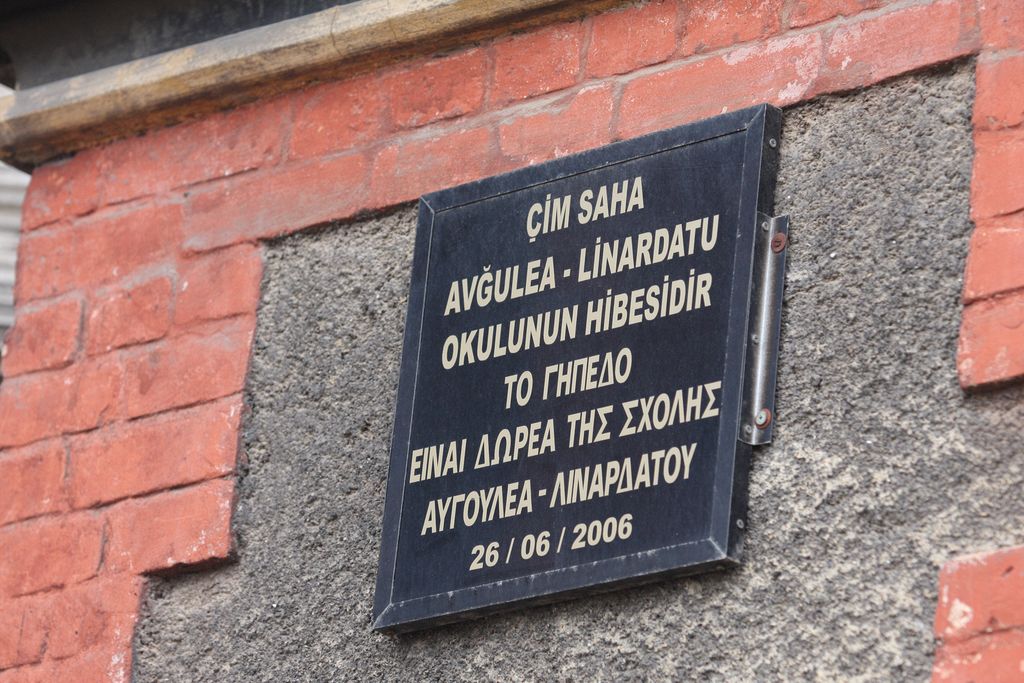 ÇİM SAHA
AVĞULEA - LİNARDATU
OKULUNUN HİBESİDİR
ΤΟ ΓΗΠΕΔΟ
ΕΙΝΑΙ ΔΩΡΕΑ ΤΗΣ ΣΧΟΛΗΣ
ΑΥΓΟΥΛΕΑ - ΛΙΝΑΡΔΑΤΟΥ
26 / 06 / 2006